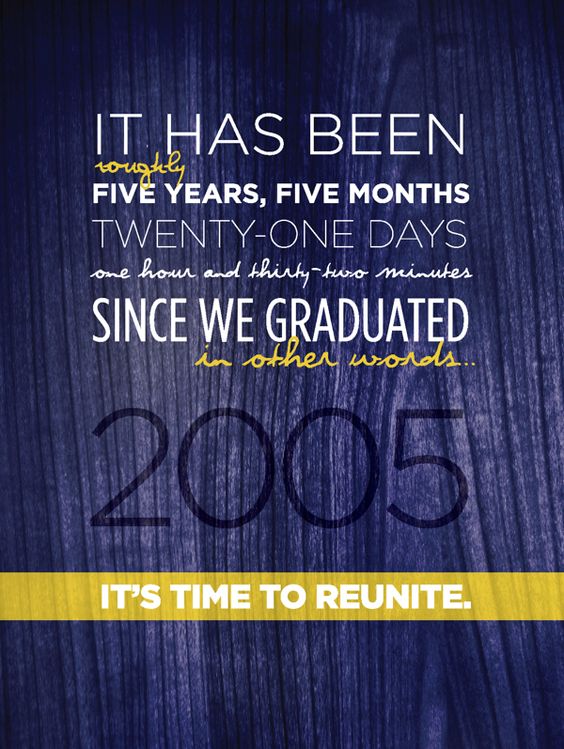 IT HAS BEEN
roughly
FIVE YEARS, FIVE MONTHS
TWENTY-ONE DAYS
one hour and thirty-two minutes
SINCE WE GRADUATED
in other words...
2005
IT'S TIME TO REUNITE.